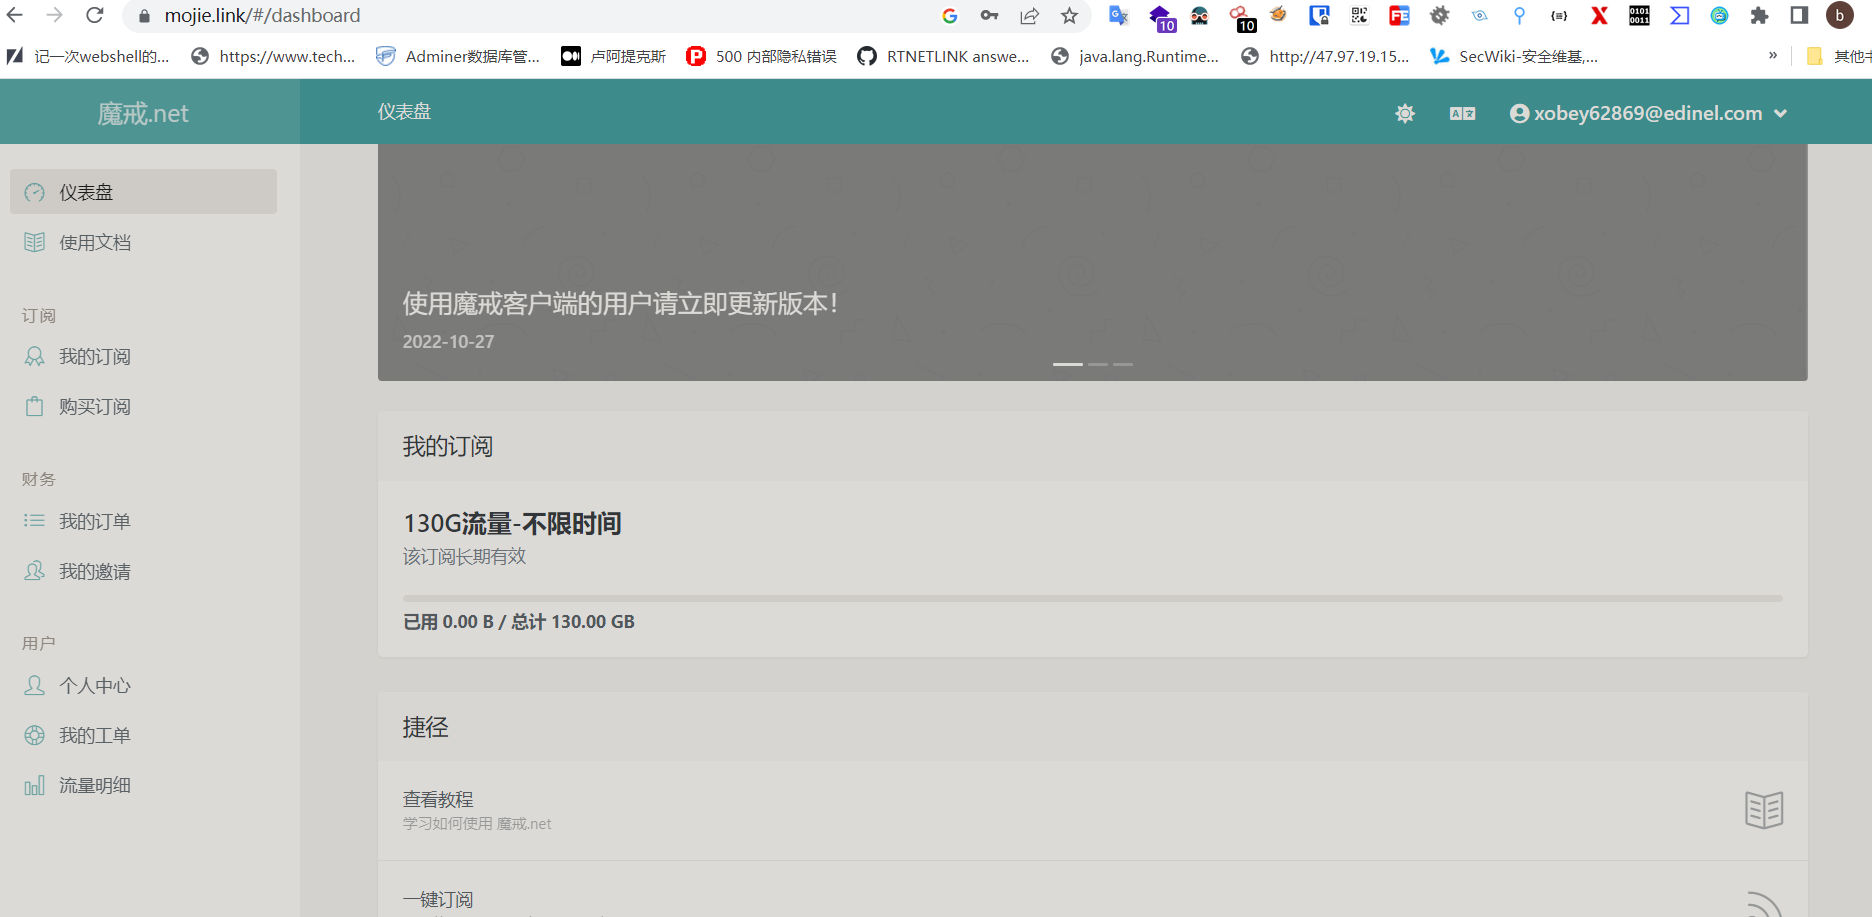 mojie.link/#/dashboard
10
10
FE
0101
0011
b
记一次webshell的...
https://www.tech...
Adminer数据库管...
卢阿提克斯
500 内部隐私错误
RTNETLINK answe...
java.lang.Runtime...
http://47.97.19.15...
SecWiki-安全维基,...
»
其他
魔戒.net
仪表盘
xobey62869@edinel.com
仪表盘
使用文档
订阅
我的订阅
购买订阅
财务
我的订单
我的邀请
用户
个人中心
我的工单
流量明细
使用魔戒客户端的用户请立即更新版本！
2022-10-27
我的订阅
130G流量-不限时间
该订阅长期有效
已用 0.00 B / 总计 130.00 GB
捷径
查看教程
学习如何使用 魔戒.net
一键订阅